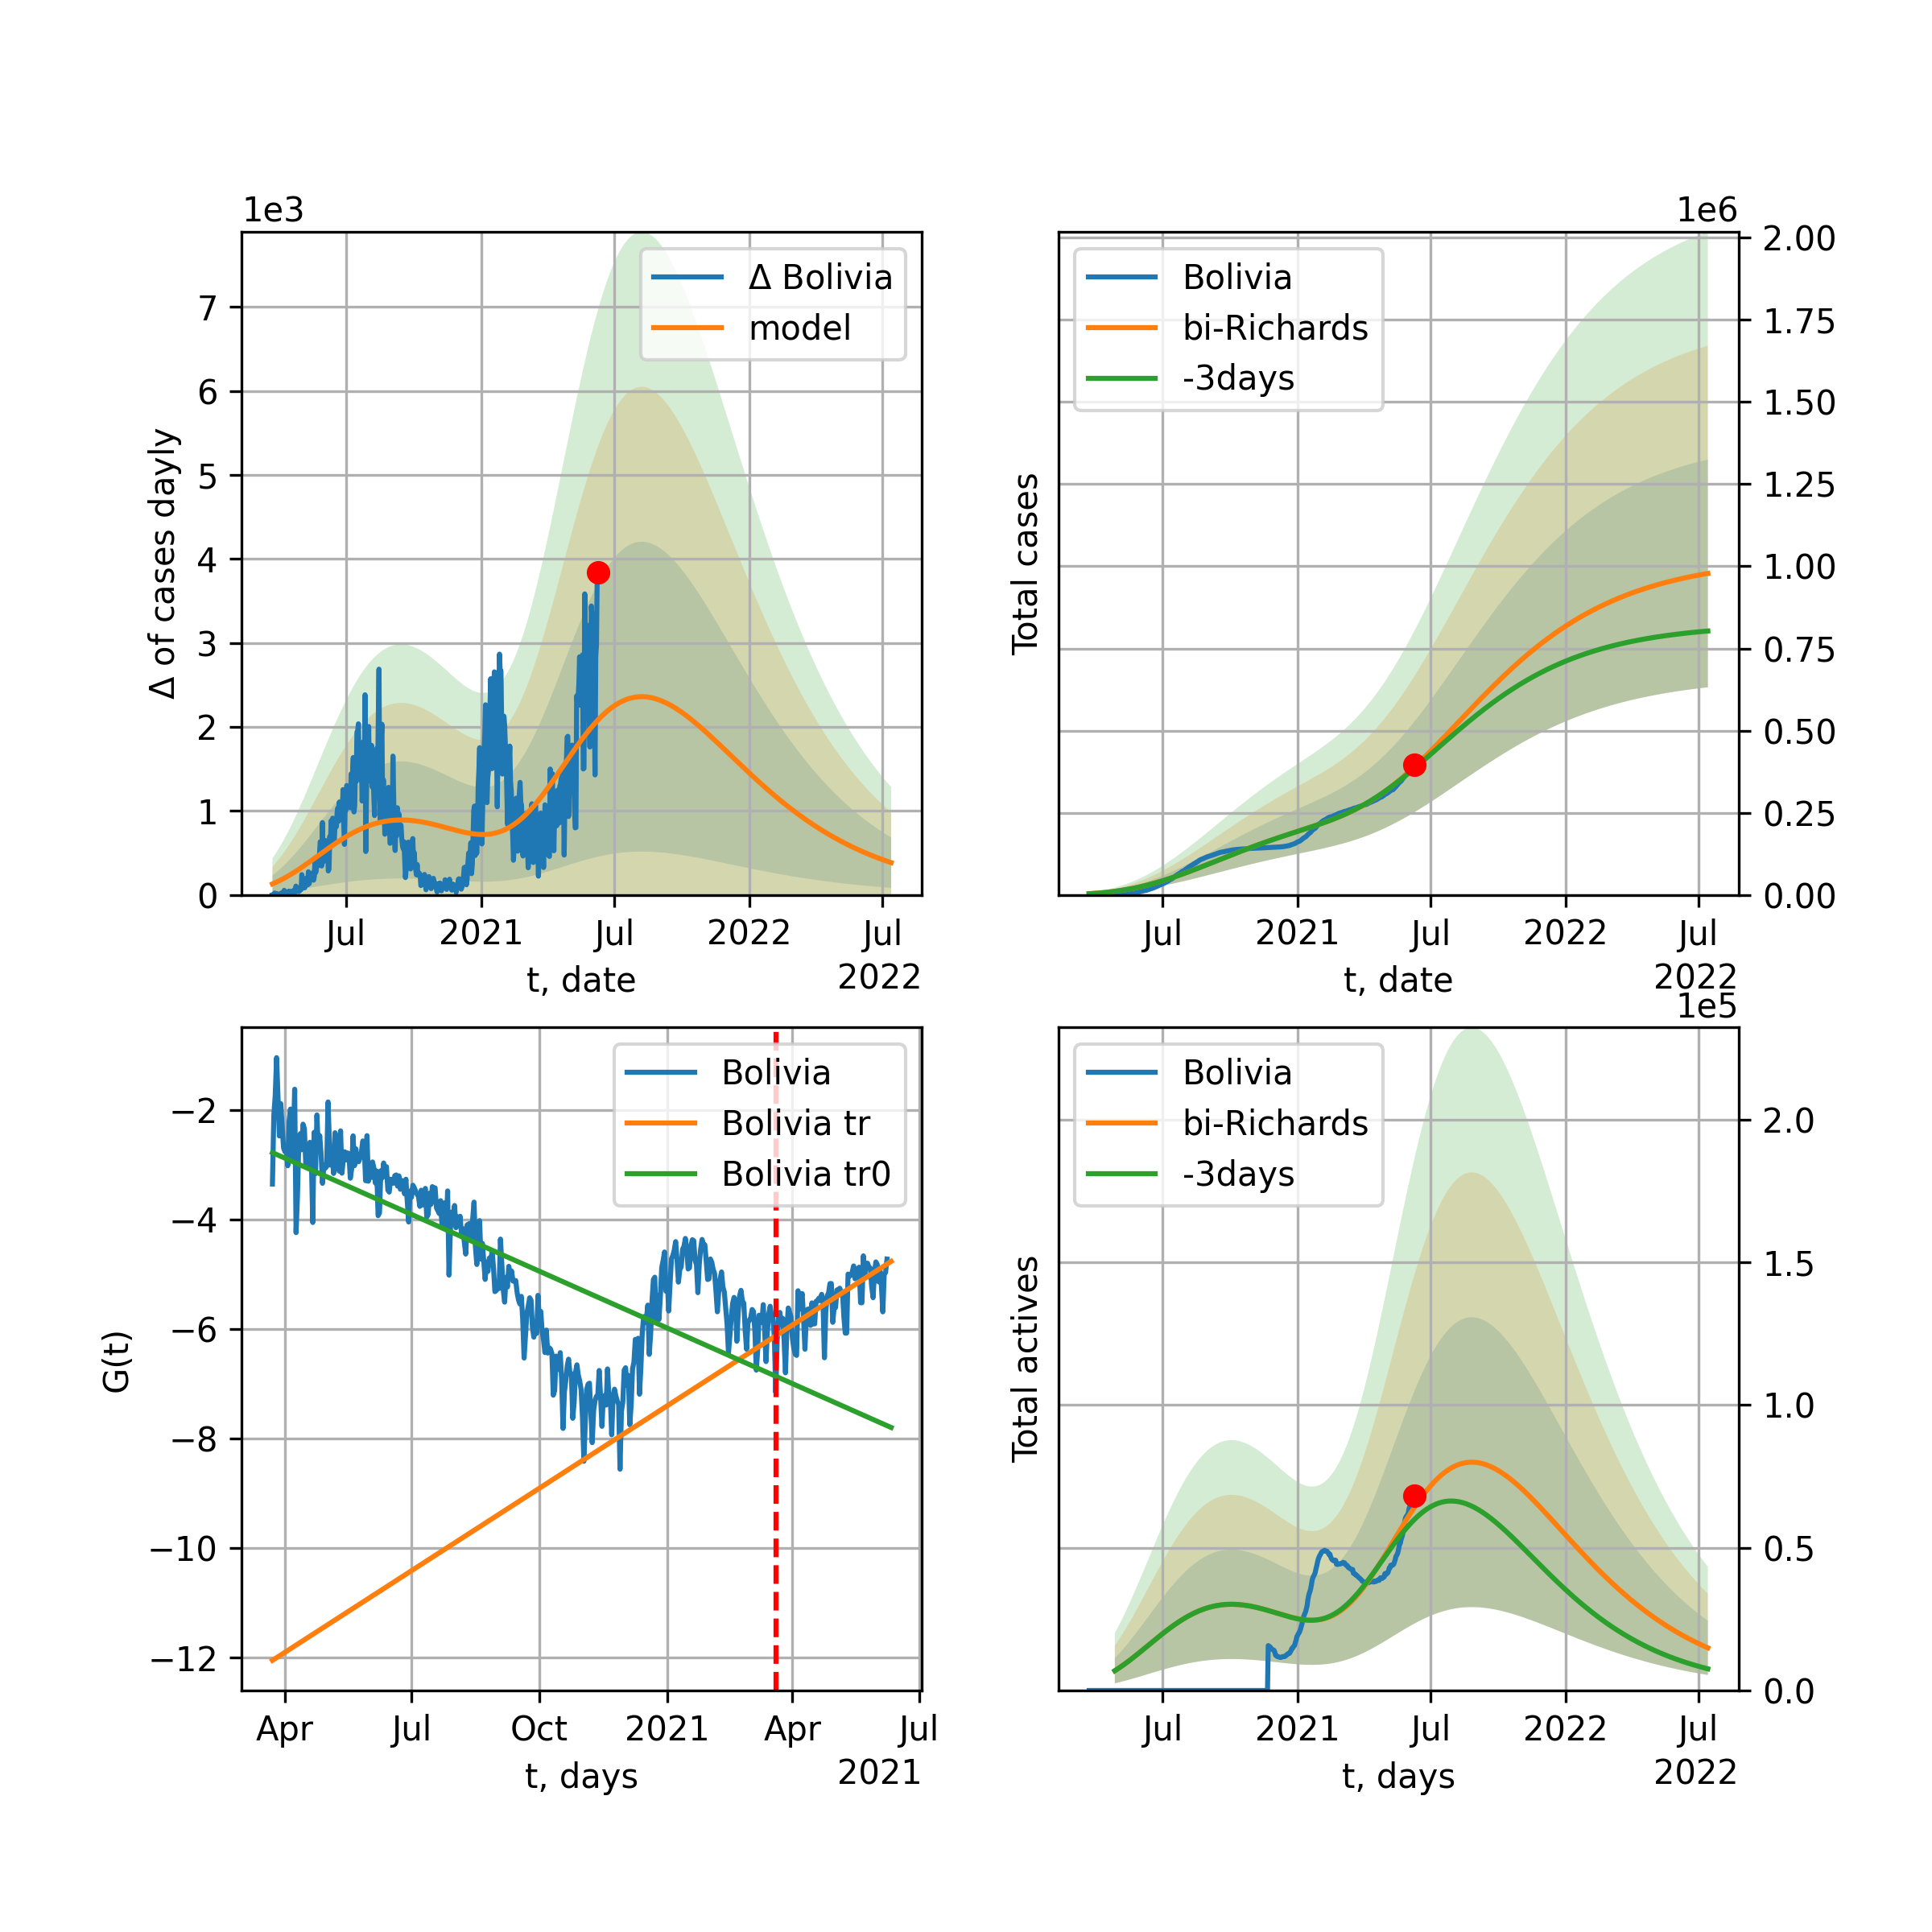 1e3
Δ of cases dayly
7
6
5
4
3
2
1
0
Δ Bolivia
model
Jul
2021
Jul
2022
Jul
2022
t, date
1e6
Total cases
Bolivia
bi-Richards
-3days
2.00
1.75
1.50
1.25
1.00
0.75
0.50
0.25
0.00
Jul
2021
Jul
2022
Jul
2022
t, date
G(t)
−2
−4
−6
−8
−10
−12
Bolivia
Bolivia tr
Bolivia tr0
Apr
Jul
Oct
2021
Apr
Jul
2021
t, days
1e5
Total actives
Bolivia
bi-Richards
-3days
2.0
1.5
1.0
0.5
0.0
Jul
2021
Jul
2022
Jul
2022
t, days